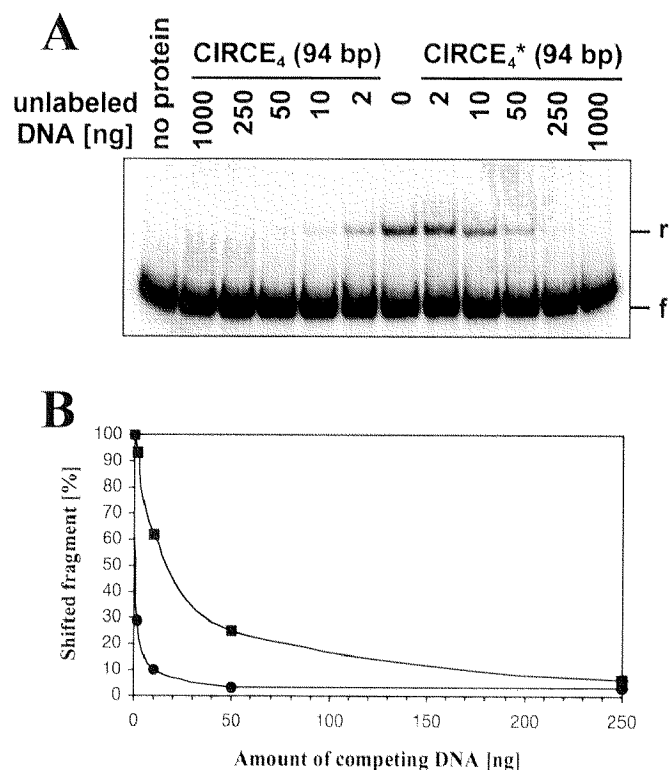 A
no protein
CIRCE₄ (94 bp)
CIRCE₄* (94 bp)
unlabeled
DNA [ng]
1000 250 50 10 2 0 2 10 50 250 1000
r
f
B
Shifted fragment [%]
100
90
80
70
60
50
40
30
20
10
0
0 50 100 150 200 250
Amount of competing DNA [ng]